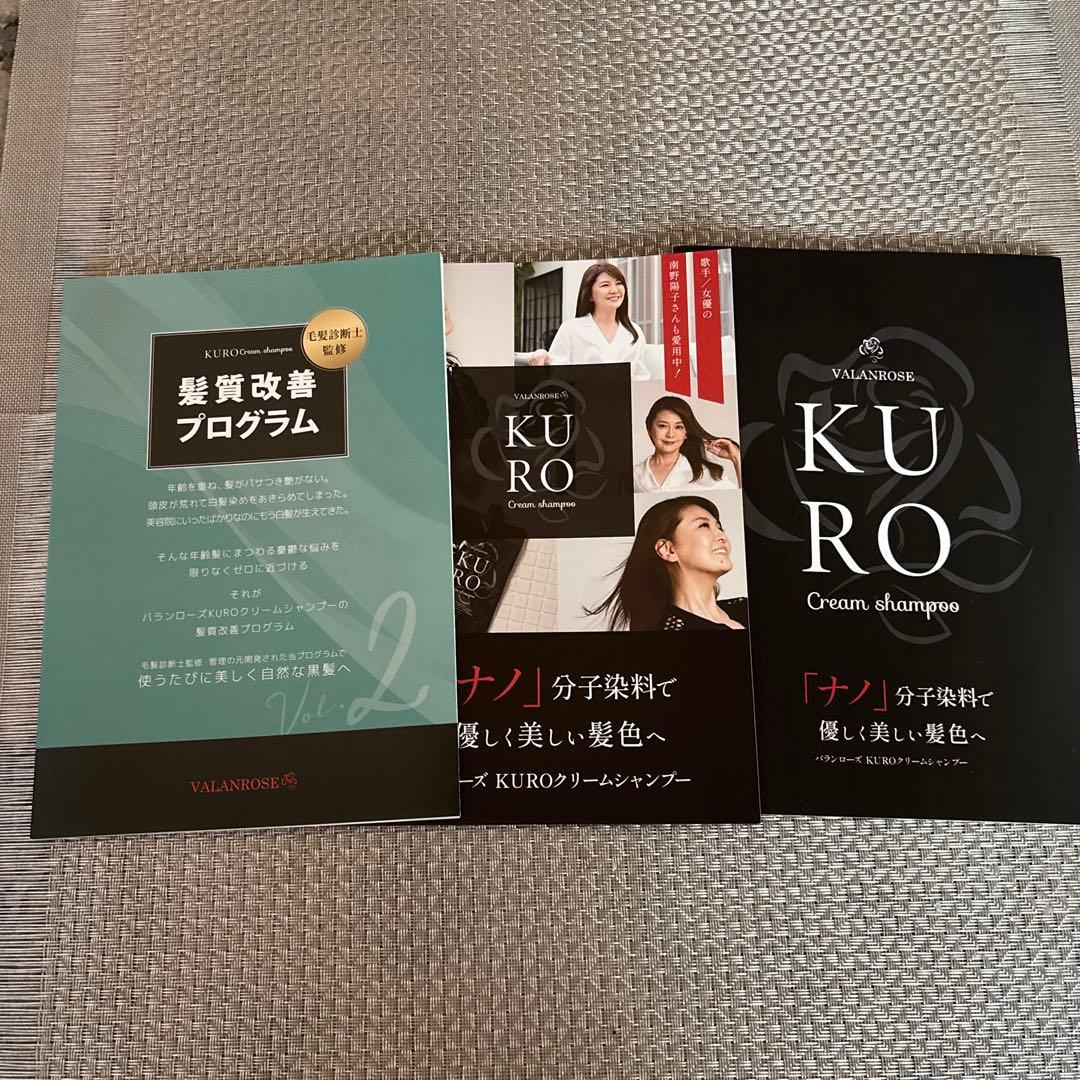 KURO Cream shampoo
毛髪診断士
監修
髪質改善
プログラム
年齢を重ね、髪がパサつき艶がない。
頭皮が荒れて白髪染めをあきらめてしまった。
美容院にいったばかりなのにもう白髪が生えてきた。
そんな年齢髪にまつわる憂鬱な悩みを
限りなくゼロに近づける
それが
バランローズKUROクリームシャンプーの
髪質改善プログラム
毛髪診断士監修・管理の元開発された当プログラムで
使うたびに美しく自然な黒髪へ
Vol.2
VALANROSE
歌手/女優の
南野陽子さんも愛用中!
VALANROSE
KU
RO
Cream shampoo
KU
RO
ナノ」分子染料で
優しく美しい髪色へ
ーズ KUROクリームシャンプー
VALANROSE
KU
RO
Cream shampoo
「ナノ」分子染料で
優しく美しい髪色へ
バランローズ KUROクリームシャンプー